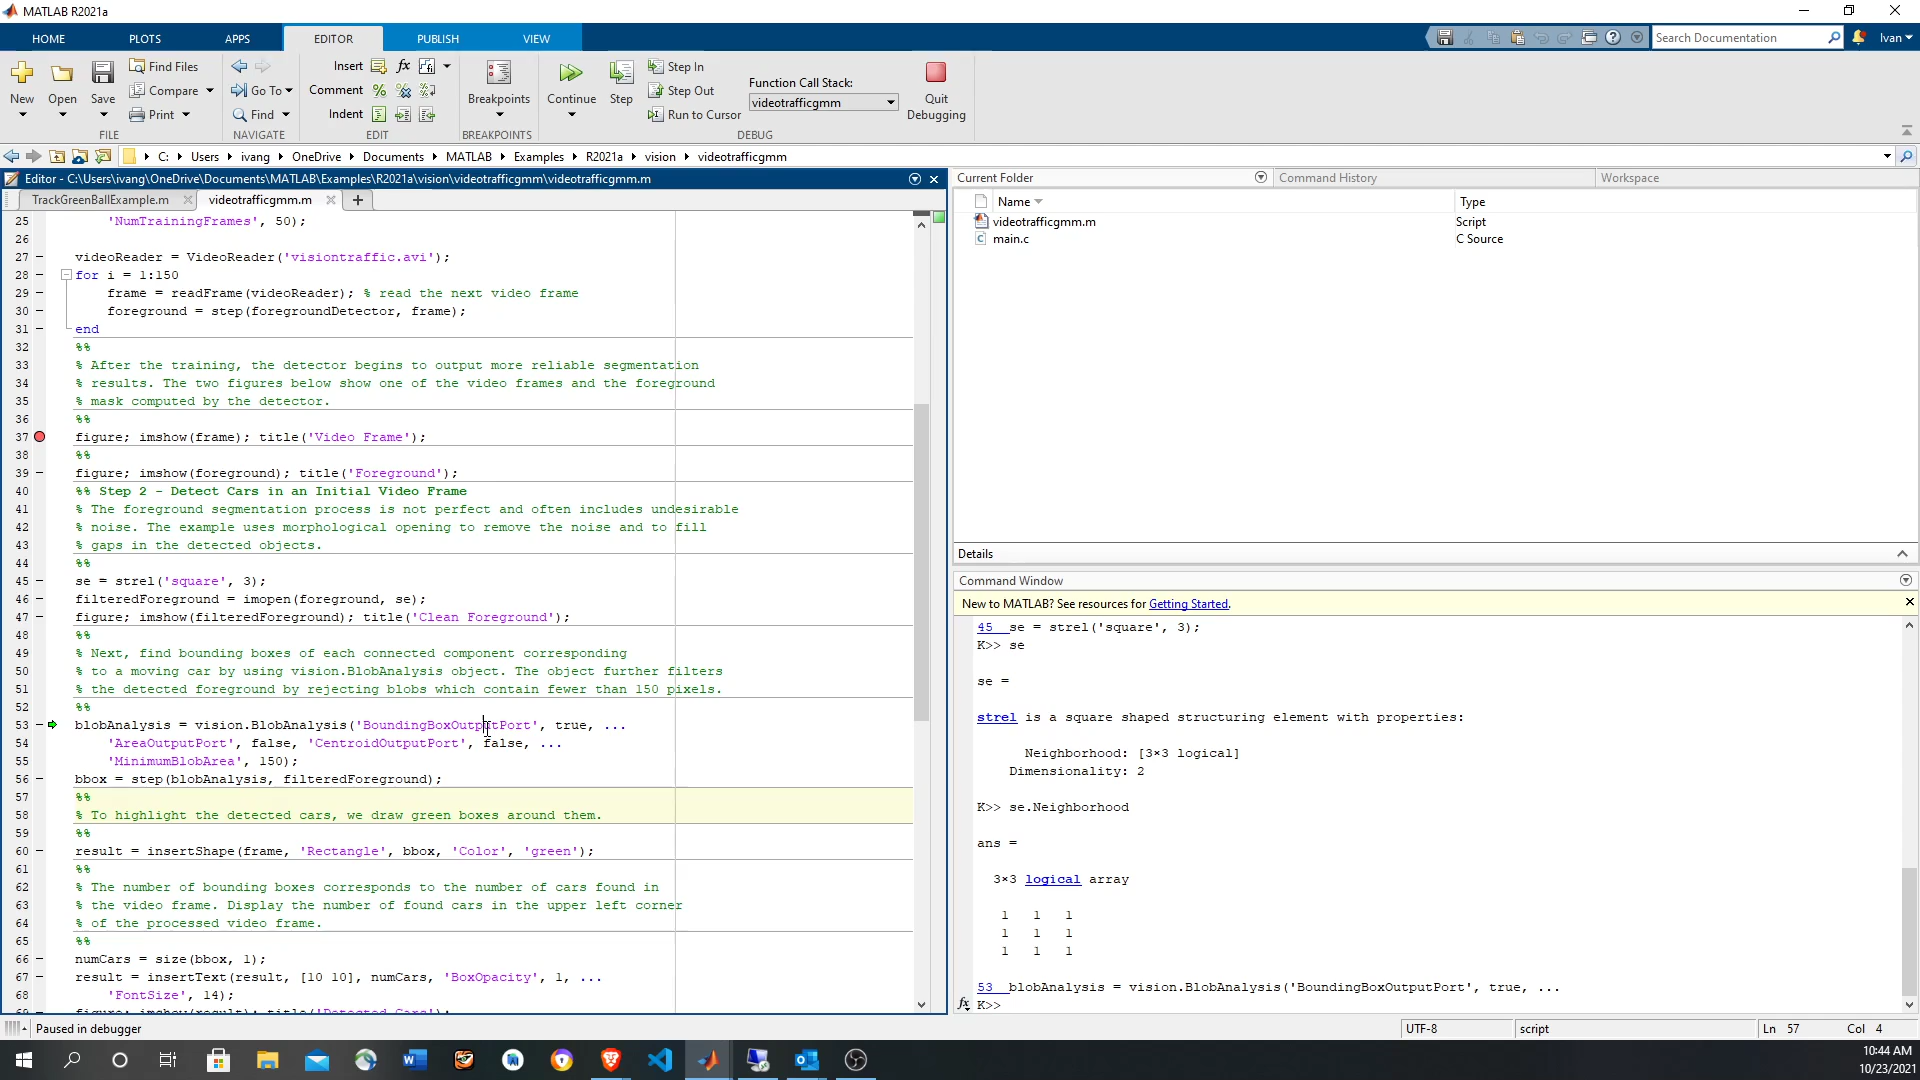 MATLAB R2021a
HOME PLOTS APPS EDITOR PUBLISH VIEW
Search Documentation Ivan
New Open Save Find Files Compare Print FILE
Go To Find NAVIGATE
Insert fx Comment Indent EDIT
Breakpoints BREAKPOINTS
Continue Step Step In Step Out Run to Cursor
Function Call Stack:
videotrafficgmm
Quit Debugging
DEBUG
C: Users ivang OneDrive Documents MATLAB Examples R2021a vision videotrafficgmm
Editor - C:\Users\ivang\OneDrive\Documents\MATLAB\Examples\R2021a\vision\videotrafficgmm\videotrafficgmm.m
TrackGreenBallExample.m videotrafficgmm.m +
25 'NumTrainingFrames', 50);
26
27 videoReader = VideoReader('visiontraffic.avi');
28 for i = 1:150
29 frame = readFrame(videoReader); % read the next video frame
30 foreground = step(foregroundDetector, frame);
31 end
32 %%
33 % After the training, the detector begins to output more reliable segmentation
34 % results. The two figures below show one of the video frames and the foreground
35 % mask computed by the detector.
36 %%
37 figure; imshow(frame); title('Video Frame');
38 %%
39 figure; imshow(foreground); title('Foreground');
40 %% Step 2 - Detect Cars in an Initial Video Frame
41 % The foreground segmentation process is not perfect and often includes undesirable
42 % noise. The example uses morphological opening to remove the noise and to fill
43 % gaps in the detected objects.
44 %%
45 se = strel('square', 3);
46 filteredForeground = imopen(foreground, se);
47 figure; imshow(filteredForeground); title('Clean Foreground');
48 %%
49 % Next, find bounding boxes of each connected component corresponding
50 % to a moving car by using vision.BlobAnalysis object. The object further filters
51 % the detected foreground by rejecting blobs which contain fewer than 150 pixels.
52 %%
53 blobAnalysis = vision.BlobAnalysis('BoundingBoxOutputPort', true, ...
54 'AreaOutputPort', false, 'CentroidOutputPort', false, ...
55 'MinimumBlobArea', 150);
56 bbox = step(blobAnalysis, filteredForeground);
57 %%
58 % To highlight the detected cars, we draw green boxes around them.
59 %%
60 result = insertShape(frame, 'Rectangle', bbox, 'Color', 'green');
61 %%
62 % The number of bounding boxes corresponds to the number of cars found in
63 % the video frame. Display the number of found cars in the upper left corner
64 % of the processed video frame.
65 %%
66 numCars = size(bbox, 1);
67 result = insertText(result, [10 10], numCars, 'BoxOpacity', 1, ...
68 'FontSize', 14);
69 figure; imshow(result); title('Detected Cars');
Current Folder Command History Workspace
Name Type
videotrafficgmm.m Script
main.c C Source
Details
Command Window
New to MATLAB? See resources for Getting Started.
45 se = strel('square', 3);
K>> se
se =
strel is a square shaped structuring element with properties:
Neighborhood: [3×3 logical]
Dimensionality: 2
K>> se.Neighborhood
ans =
3×3 logical array
1 1 1
1 1 1
1 1 1
53 blobAnalysis = vision.BlobAnalysis('BoundingBoxOutputPort', true, ...
fx K>>
Paused in debugger UTF-8 script Ln 57 Col 4
10:44 AM
10/23/2021